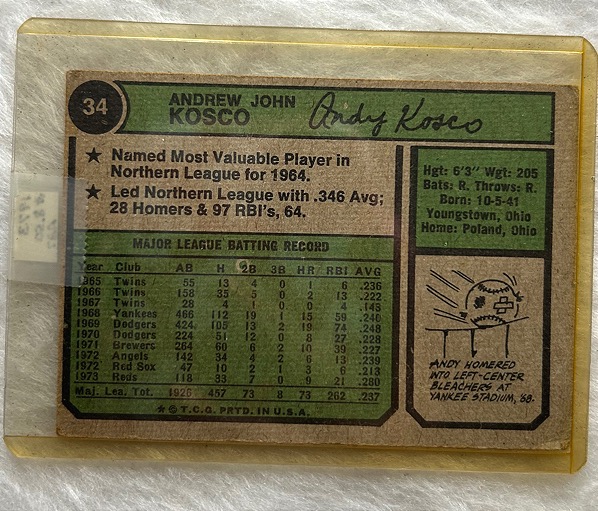 34
ANDREW JOHN
KOSCO
Andy Kosco
★ Named Most Valuable Player in
Northern League for 1964.
★ Led Northern League with .346 Avg;
28 Homers & 97 RBI's, 64.
Hgt: 6'3" Wgt: 205
Bats: R. Throws: R.
Born: 10-5-41
Youngstown, Ohio
Home: Poland, Ohio
MAJOR LEAGUE BATTING RECORD
Year Club AB H 2B 3B HR RBI AVG
1965 Twins 55 13 4 0 1 6 .236
1966 Twins 158 35 5 0 2 13 .222
1967 Twins 28 4 1 0 0 4 .143
1968 Yankees 466 112 19 1 15 59 .240
1969 Dodgers 424 105 13 2 19 74 .248
1970 Dodgers 224 51 12 0 8 27 .228
1971 Brewers 264 60 6 2 10 39 .227
1972 Angels 142 34 4 2 6 13 .239
1972 Red Box 47 10 2 1 3 6 .213
1973 Reds 118 33 7 0 9 21 .280
Maj. Lea. Tot. 1926 457 73 8 73 262 .237
★ © T.C.G. PRTD. IN U.S.A.
ANDY HOMERED
INTO LEFT-CENTER
BLEACHERS AT
YANKEE STADIUM, '68.